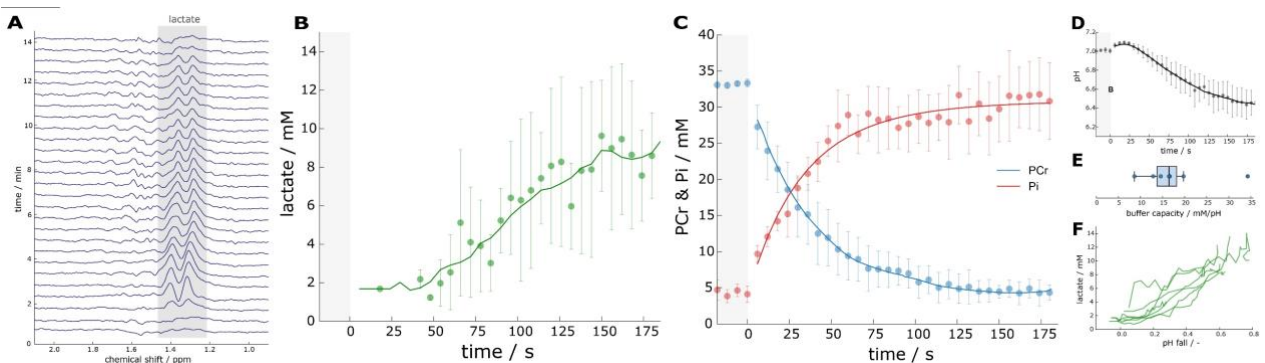 A
lactate
14
12
10
8
6
4
2
0
time / min
2.0 1.8 1.6 1.4 1.2 1.0
chemical shift / ppm
B
14
12
10
8
6
4
2
0
lactate / mM
0 25 50 75 100 125 150 175
time / s
C
40
35
30
25
20
15
10
5
0
PCr & Pi / mM
PCr
Pi
0 25 50 75 100 125 150 175
time / s
D
7.2
7.0
6.8
6.6
6.4
6.2
pH
B
0 25 50 75 100 125 150 175
time / s
E
0 5 10 15 20 25 30 35
buffer capacity / mM/pH
F
14
12
10
8
6
4
2
0
lactate / mM
0.0 0.2 0.4 0.6 0.8
pH fall / -